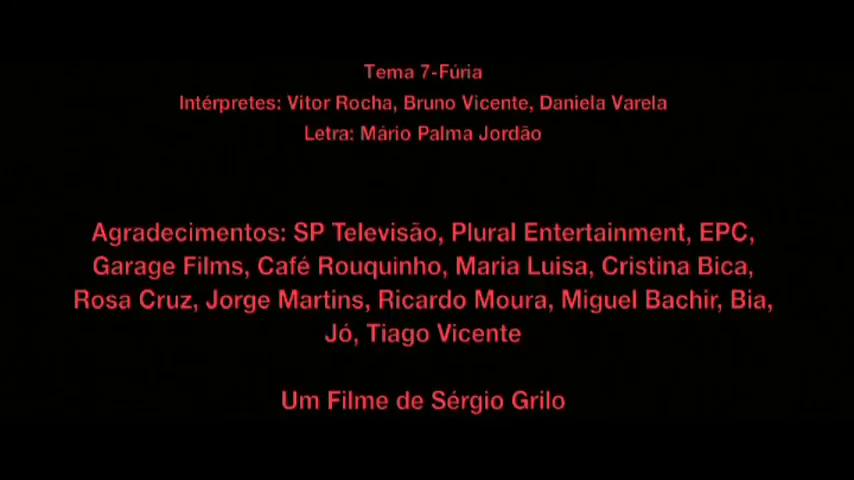 Tema 7-Fúria
Intérpretes: Vitor Rocha, Bruno Vicente, Daniela Varela
Letra: Mário Palma Jordão
Agradecimentos: SP Televisão, Plural Entertainment, EPC,
Garage Films, Café Rouquinho, Maria Luisa, Cristina Bica,
Rosa Cruz, Jorge Martins, Ricardo Moura, Miguel Bachir, Bia,
Jó, Tiago Vicente
Um Filme de Sérgio Grilo